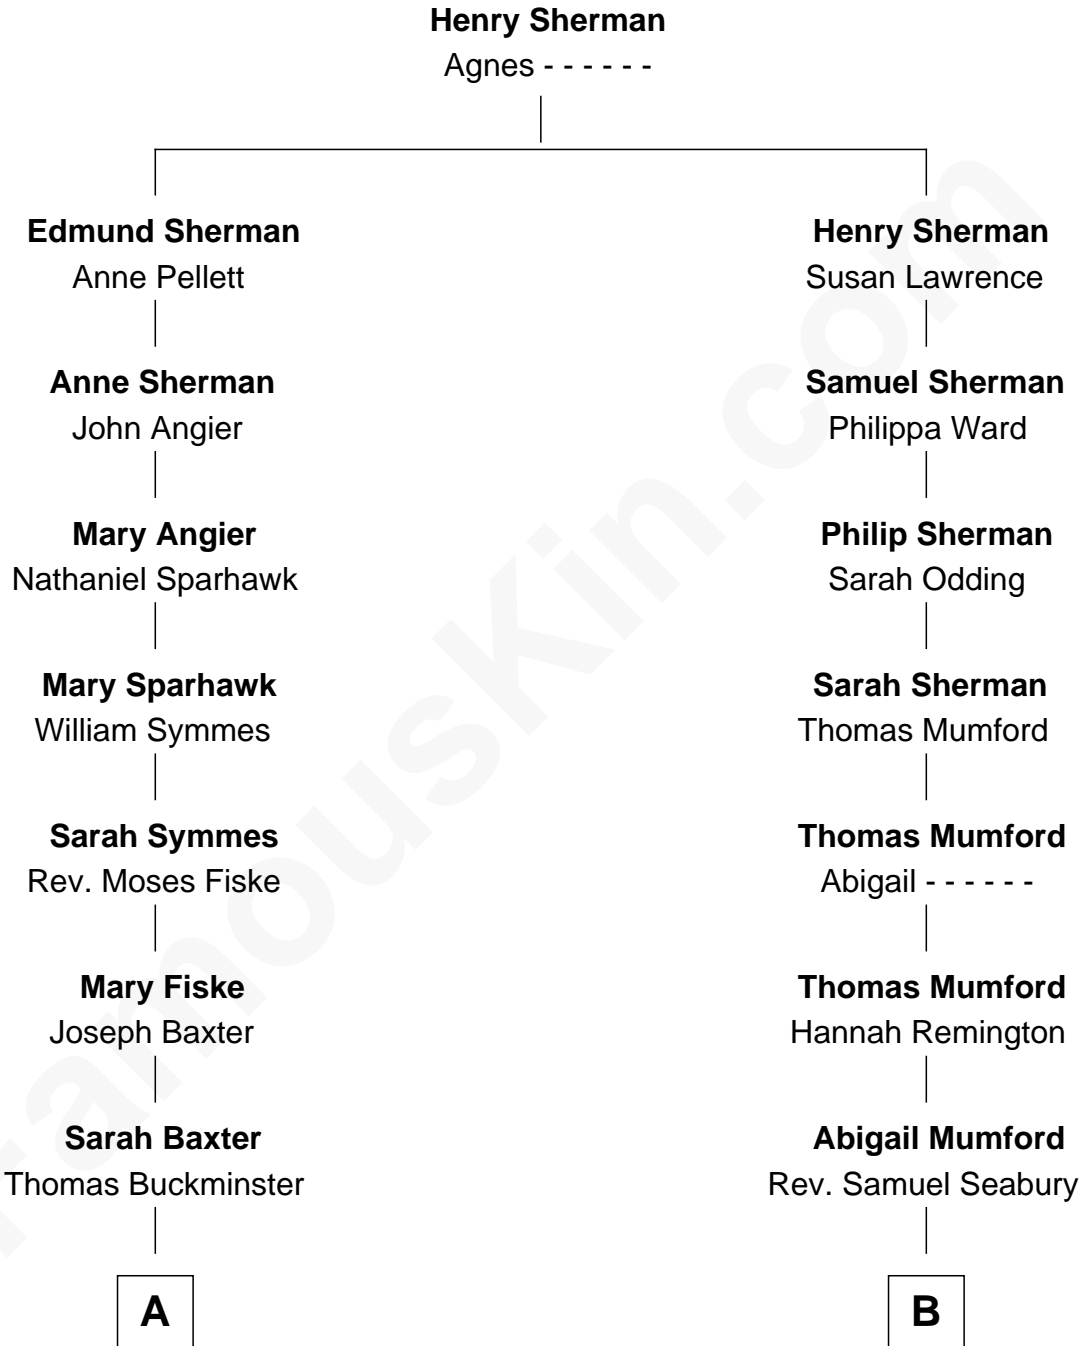 Henry Sherman
Agnes - - - - - -
Edmund Sherman
Anne Pellett
Henry Sherman
Susan Lawrence
Anne Sherman
John Angier
Samuel Sherman
Philippa Ward
Mary Angier
Nathaniel Sparhawk
Philip Sherman
Sarah Odding
Mary Sparhawk
William Symmes
Sarah Sherman
Thomas Mumford
Sarah Symmes
Rev. Moses Fiske
Thomas Mumford
Abigail - - - - - -
Mary Fiske
Joseph Baxter
Thomas Mumford
Hannah Remington
Sarah Baxter
Thomas Buckminster
Abigail Mumford
Rev. Samuel Seabury
A
B
FamousKin.com